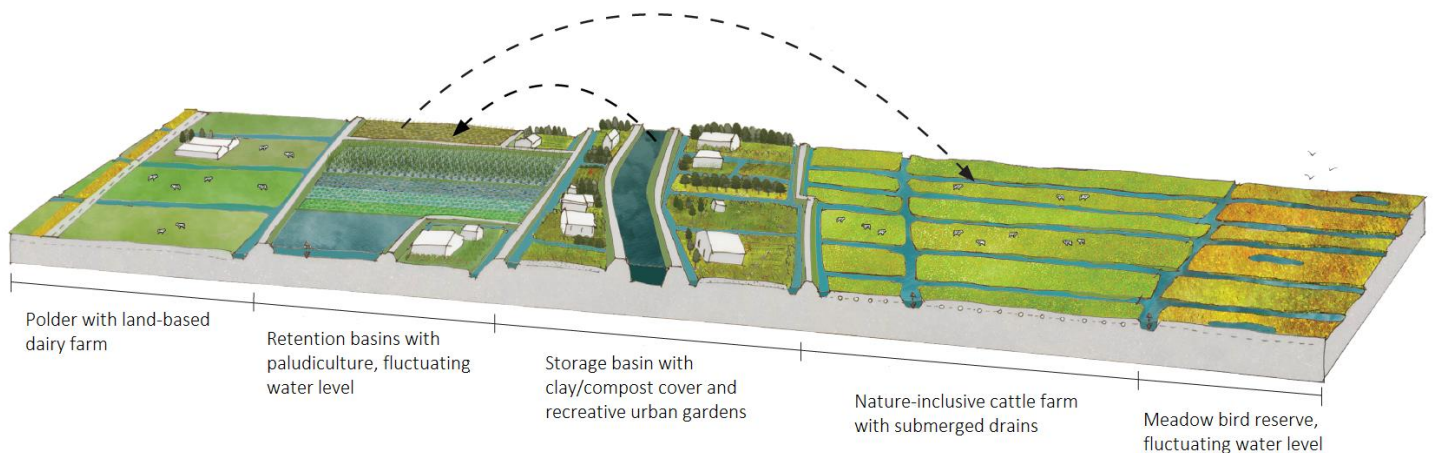 Polder with land-based
dairy farm
Retention basins with
paludiculture, fluctuating
water level
Storage basin with
clay/compost cover and
recreative urban gardens
Nature-inclusive cattle farm
with submerged drains
Meadow bird reserve,
fluctuating water level